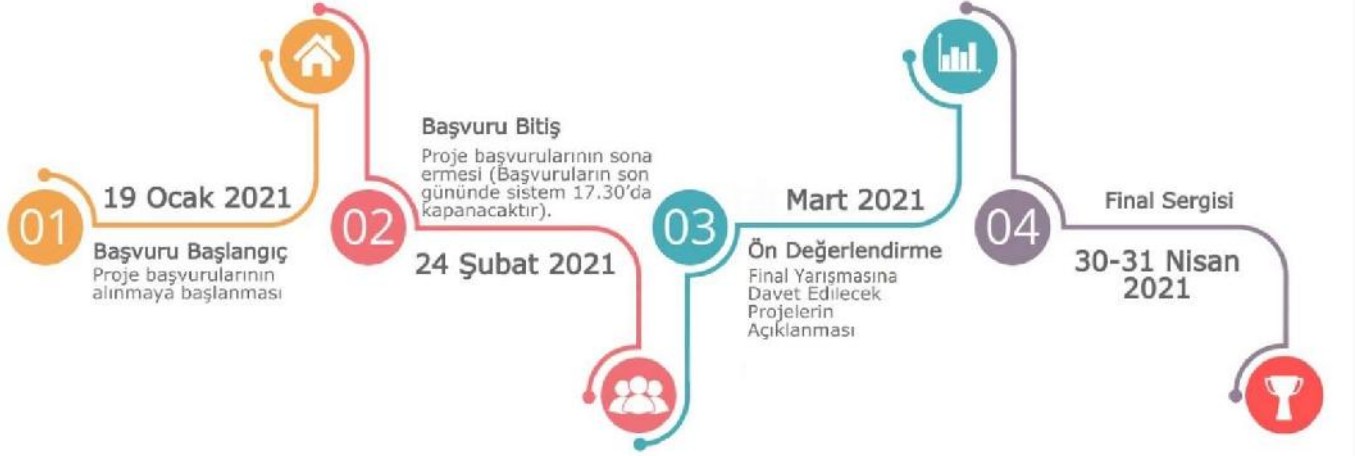 01
19 Ocak 2021
Başvuru Başlangıç
Proje başvurularının
alınmaya başlanması
02
Başvuru Bitiş
Proje başvurularının sona
ermesi (Başvuruların son
gününde sistem 17.30'da
kapanacaktır).
24 Şubat 2021
03
Mart 2021
Ön Değerlendirme
Final Yarışmasına
Davet Edilecek
Projelerin
Açıklanması
04
Final Sergisi
30-31 Nisan
2021